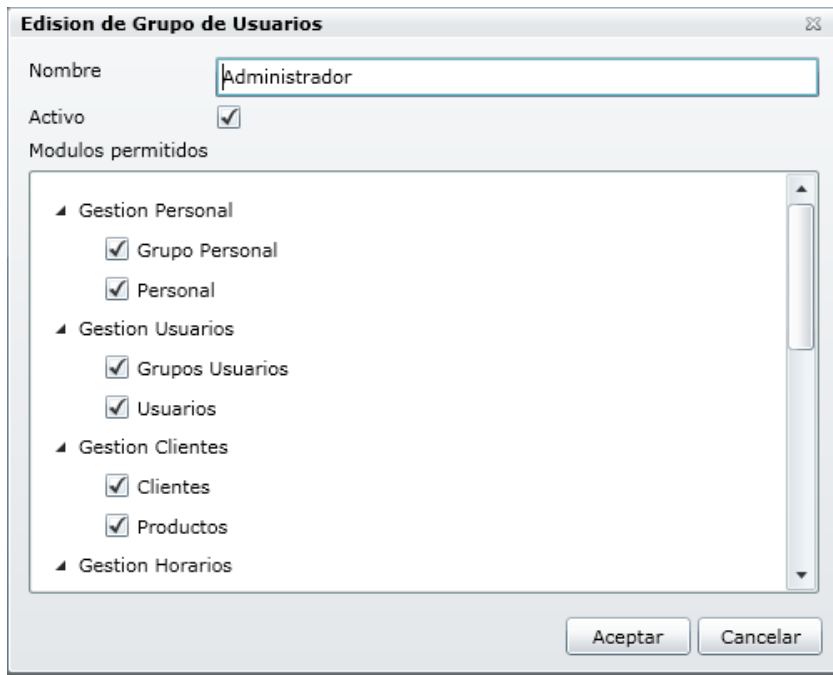 Edision de Grupo de Usuarios
Nombre
Administrador
Activo
Modulos permitidos
Gestion Personal
Grupo Personal
Personal
Gestion Usuarios
Grupos Usuarios
Usuarios
Gestion Clientes
Clientes
Productos
Gestion Horarios
Aceptar
Cancelar